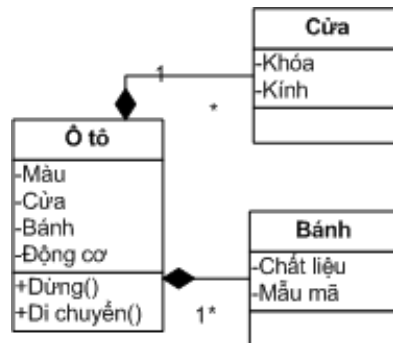 Cửa
-Khóa
-Kính
1
*
Ô tô
-Màu
-Cửa
-Bánh
-Động cơ
+Dừng()
+Di chuyển()
Bánh
-Chất liệu
-Mẫu mã
1*